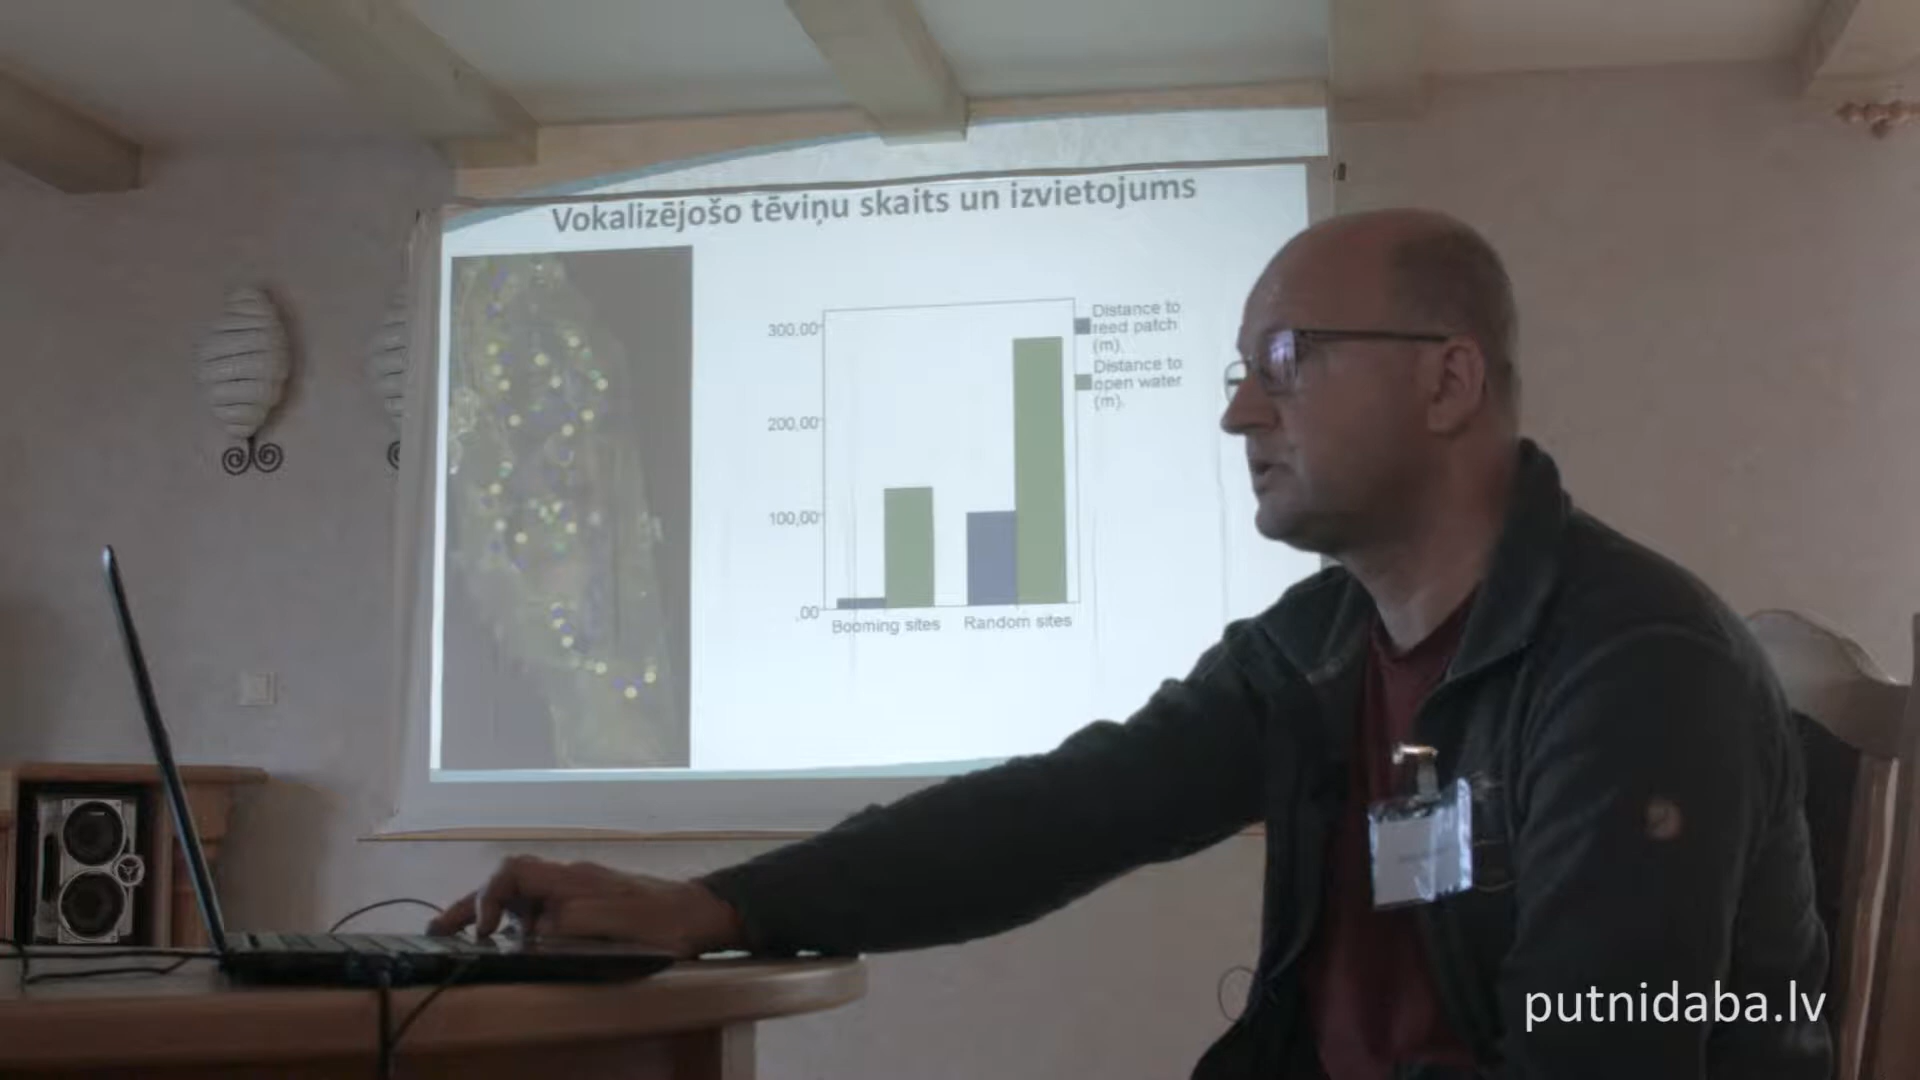 Vokalizējošo tēviņu skaits un izvietojums
300,00
200,00
100,00
,00
Booming sites
Random sites
Distance to
reed patch
(m).
Distance to
open water
(m).
putnidaba.lv